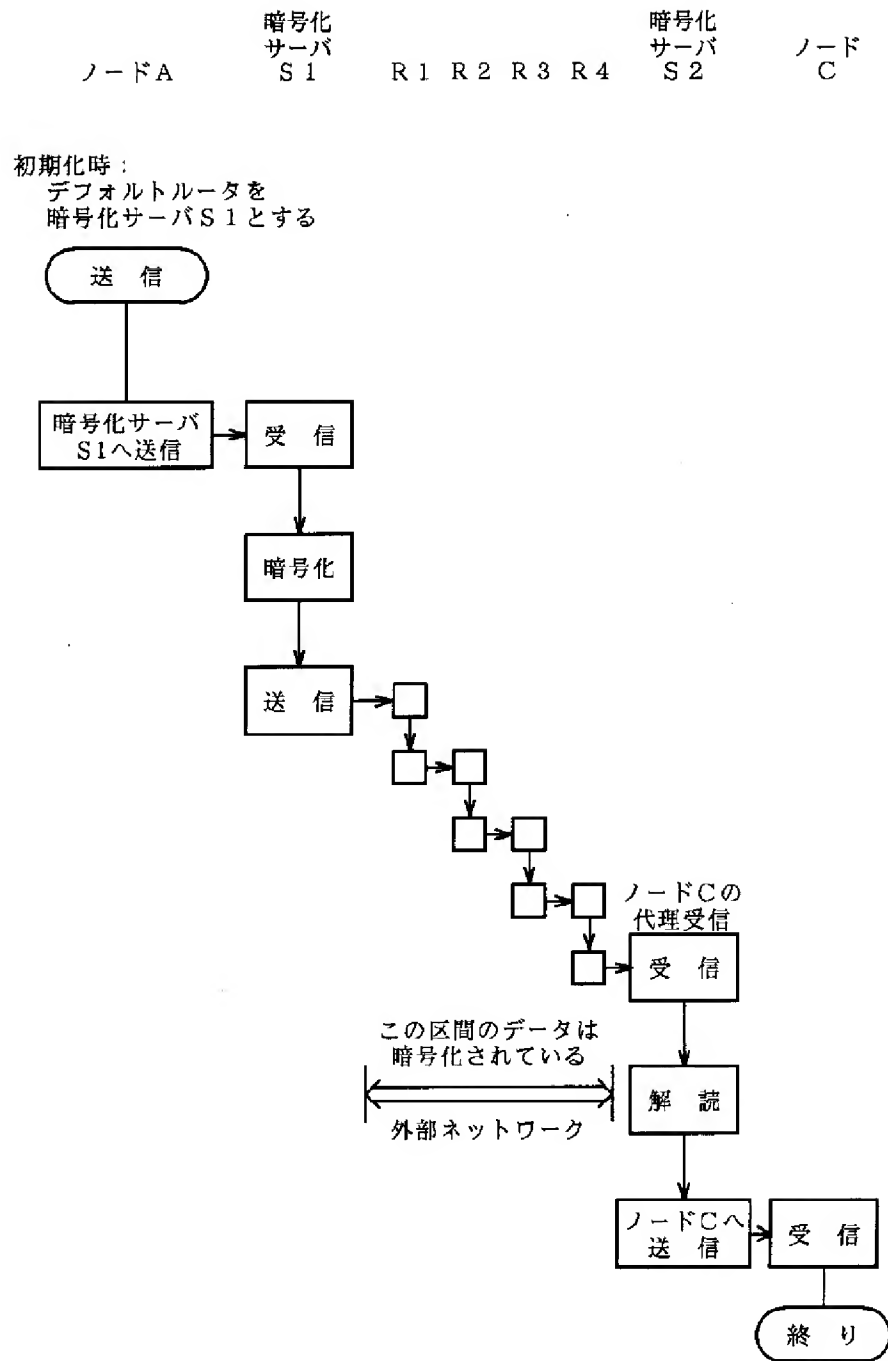 暗号化
サーバ
S1
暗号化
サーバ
S2
ノードA
R1 R2 R3 R4
ノード
C
初期化時:
デフォルトルータを
暗号化サーバS1とする
送 信
暗号化サーバ
S1へ送信
受 信
暗号化
送 信
ノードCの
代理受信
受 信
この区間のデータは
暗号化されている
外部ネットワーク
解 読
ノードCへ
送 信
受 信
終 り